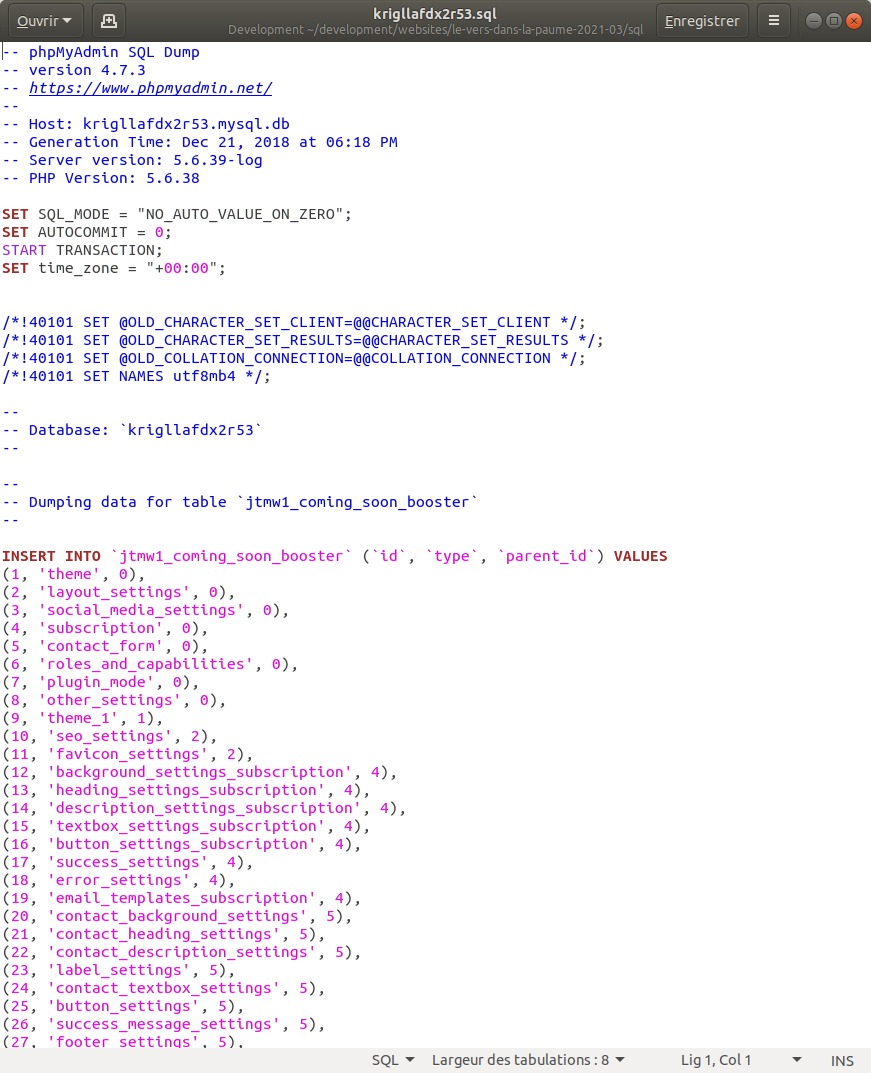 Ouvrir
krigllafdx2r53.sql
Development ~/development/websites/le-vers-dans-la-paume-2021-03/sql
Enregistrer
-- phpMyAdmin SQL Dump
-- version 4.7.3
-- https://www.phpmyadmin.net/
--
-- Host: krigllafdx2r53.mysql.db
-- Generation Time: Dec 21, 2018 at 06:18 PM
-- Server version: 5.6.39-log
-- PHP Version: 5.6.38
SET SQL_MODE = "NO_AUTO_VALUE_ON_ZERO";
SET AUTOCOMMIT = 0;
START TRANSACTION;
SET time_zone = "+00:00";
/*!40101 SET @OLD_CHARACTER_SET_CLIENT=@@CHARACTER_SET_CLIENT */;
/*!40101 SET @OLD_CHARACTER_SET_RESULTS=@@CHARACTER_SET_RESULTS */;
/*!40101 SET @OLD_COLLATION_CONNECTION=@@COLLATION_CONNECTION */;
/*!40101 SET NAMES utf8mb4 */;
--
-- Database: `krigllafdx2r53`
--
--
-- Dumping data for table `jtmw1_coming_soon_booster`
--
INSERT INTO `jtmw1_coming_soon_booster` (`id`, `type`, `parent_id`) VALUES
(1, 'theme', 0),
(2, 'layout_settings', 0),
(3, 'social_media_settings', 0),
(4, 'subscription', 0),
(5, 'contact_form', 0),
(6, 'roles_and_capabilities', 0),
(7, 'plugin_mode', 0),
(8, 'other_settings', 0),
(9, 'theme_1', 1),
(10, 'seo_settings', 2),
(11, 'favicon_settings', 2),
(12, 'background_settings_subscription', 4),
(13, 'heading_settings_subscription', 4),
(14, 'description_settings_subscription', 4),
(15, 'textbox_settings_subscription', 4),
(16, 'button_settings_subscription', 4),
(17, 'success_settings', 4),
(18, 'error_settings', 4),
(19, 'email_templates_subscription', 4),
(20, 'contact_background_settings', 5),
(21, 'contact_heading_settings', 5),
(22, 'contact_description_settings', 5),
(23, 'label_settings', 5),
(24, 'contact_textbox_settings', 5),
(25, 'button_settings', 5),
(26, 'success_message_settings', 5),
(27, 'footer_settings', 5),
SQL Largeur des tabulations : 8 Lig 1, Col 1 INS